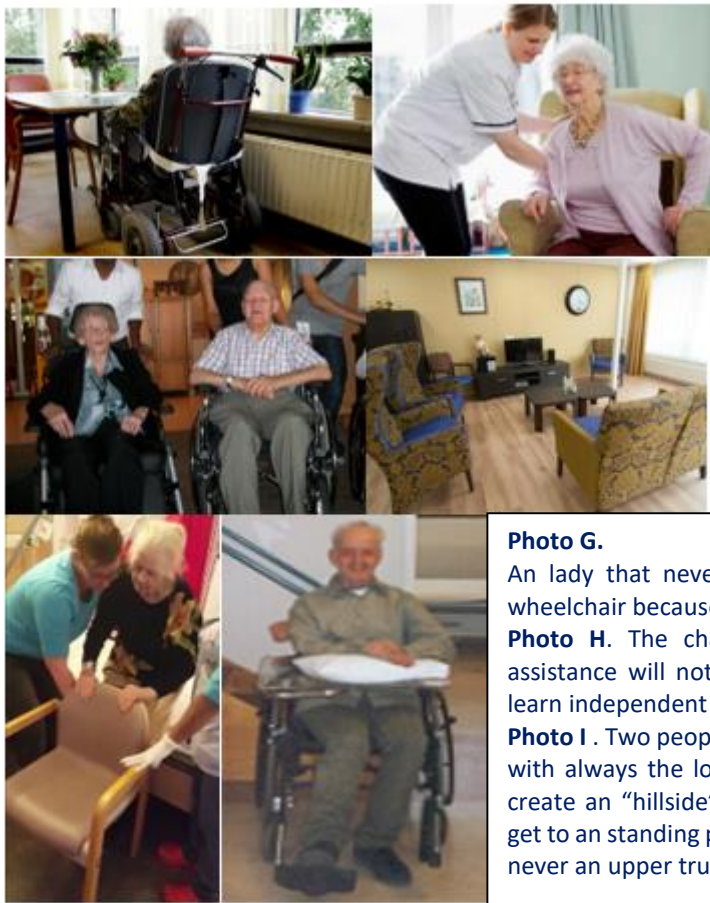 Photo G.
An lady that neve
wheelchair because
Photo H. The cha
assistance will not
learn independent
Photo I . Two peop
with always the lo
create an “hillside”
get to an standing p
never an upper tru